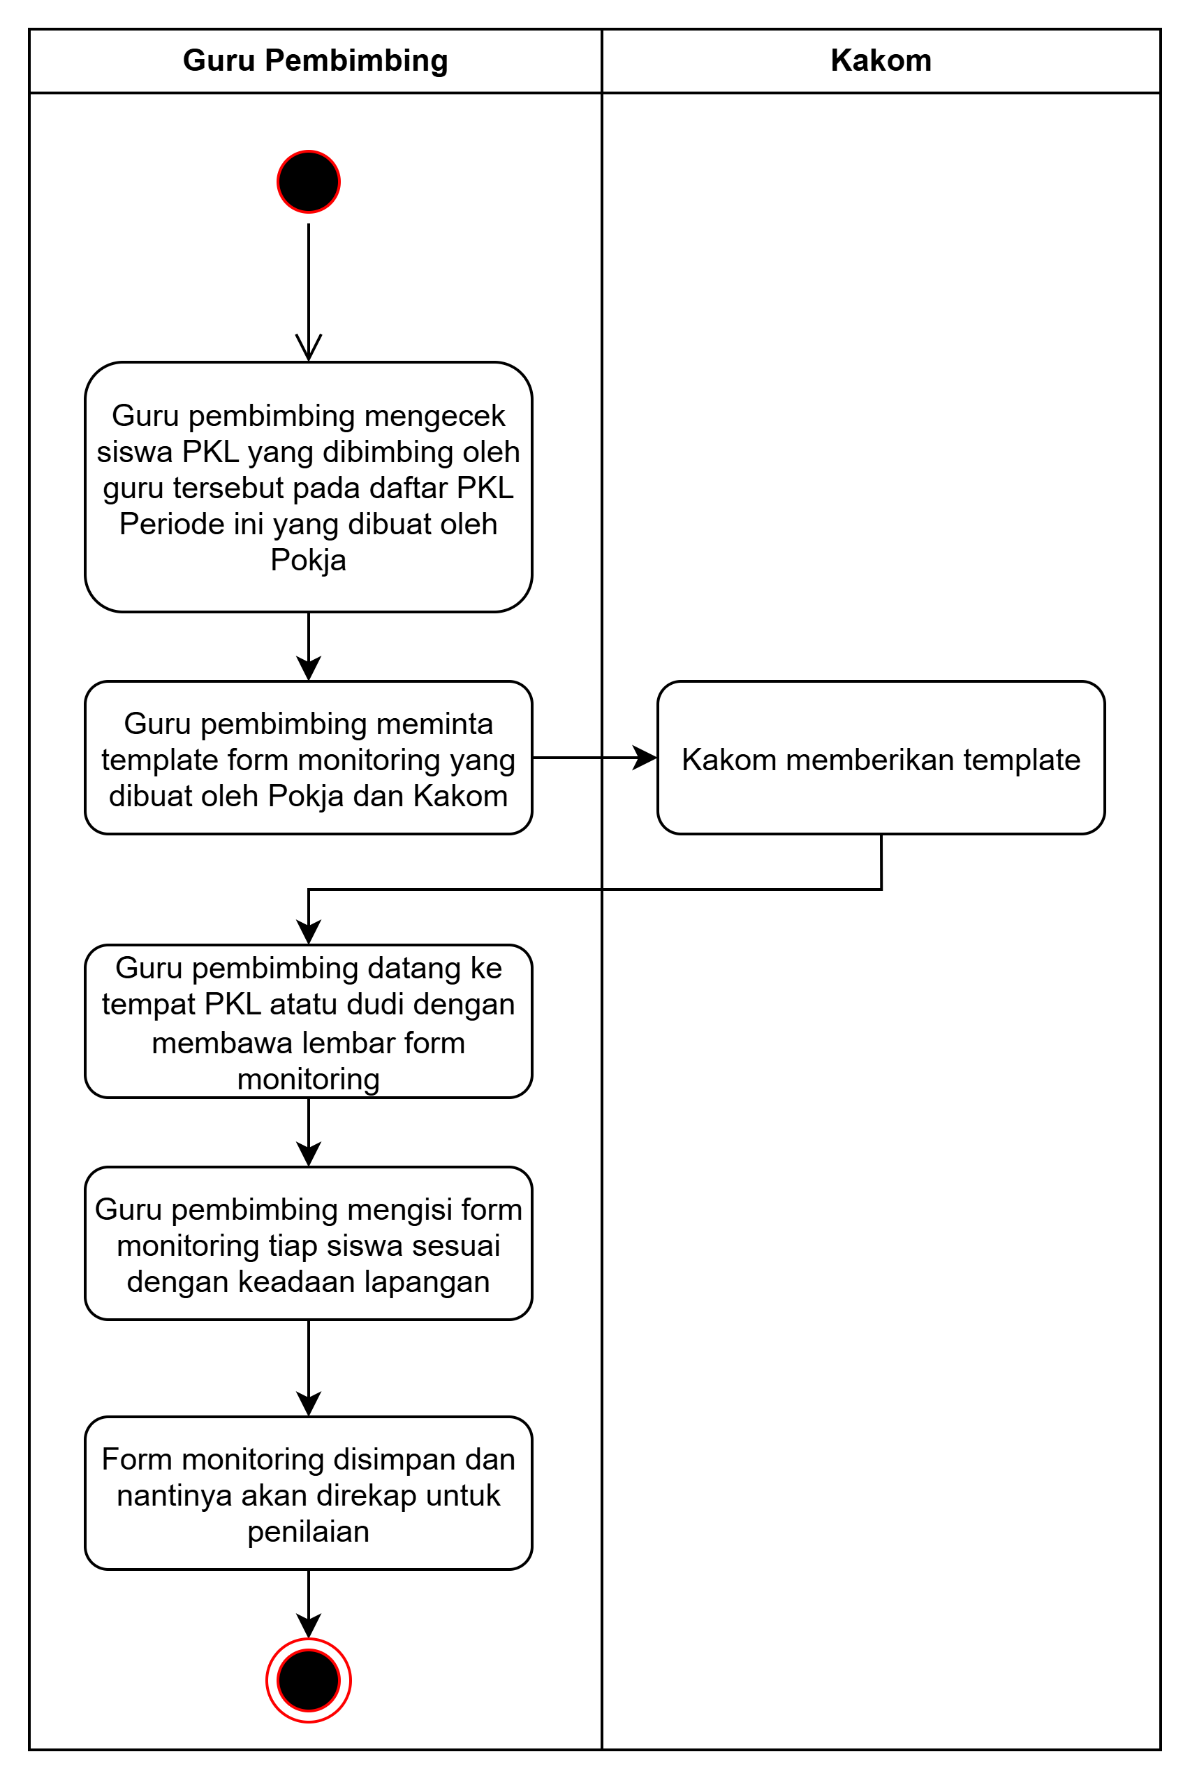 Guru Pembimbing
Kakom
Guru pembimbing mengecek
siswa PKL yang dibimbing oleh
guru tersebut pada daftar PKL
Periode ini yang dibuat oleh
Pokja
Guru pembimbing meminta
template form monitoring yang
dibuat oleh Pokja dan Kakom
Kakom memberikan template
Guru pembimbing datang ke
tempat PKL atatu dudi dengan
membawa lembar form
monitoring
Guru pembimbing mengisi form
monitoring tiap siswa sesuai
dengan keadaan lapangan
Form monitoring disimpan dan
nantinya akan direkap untuk
penilaian